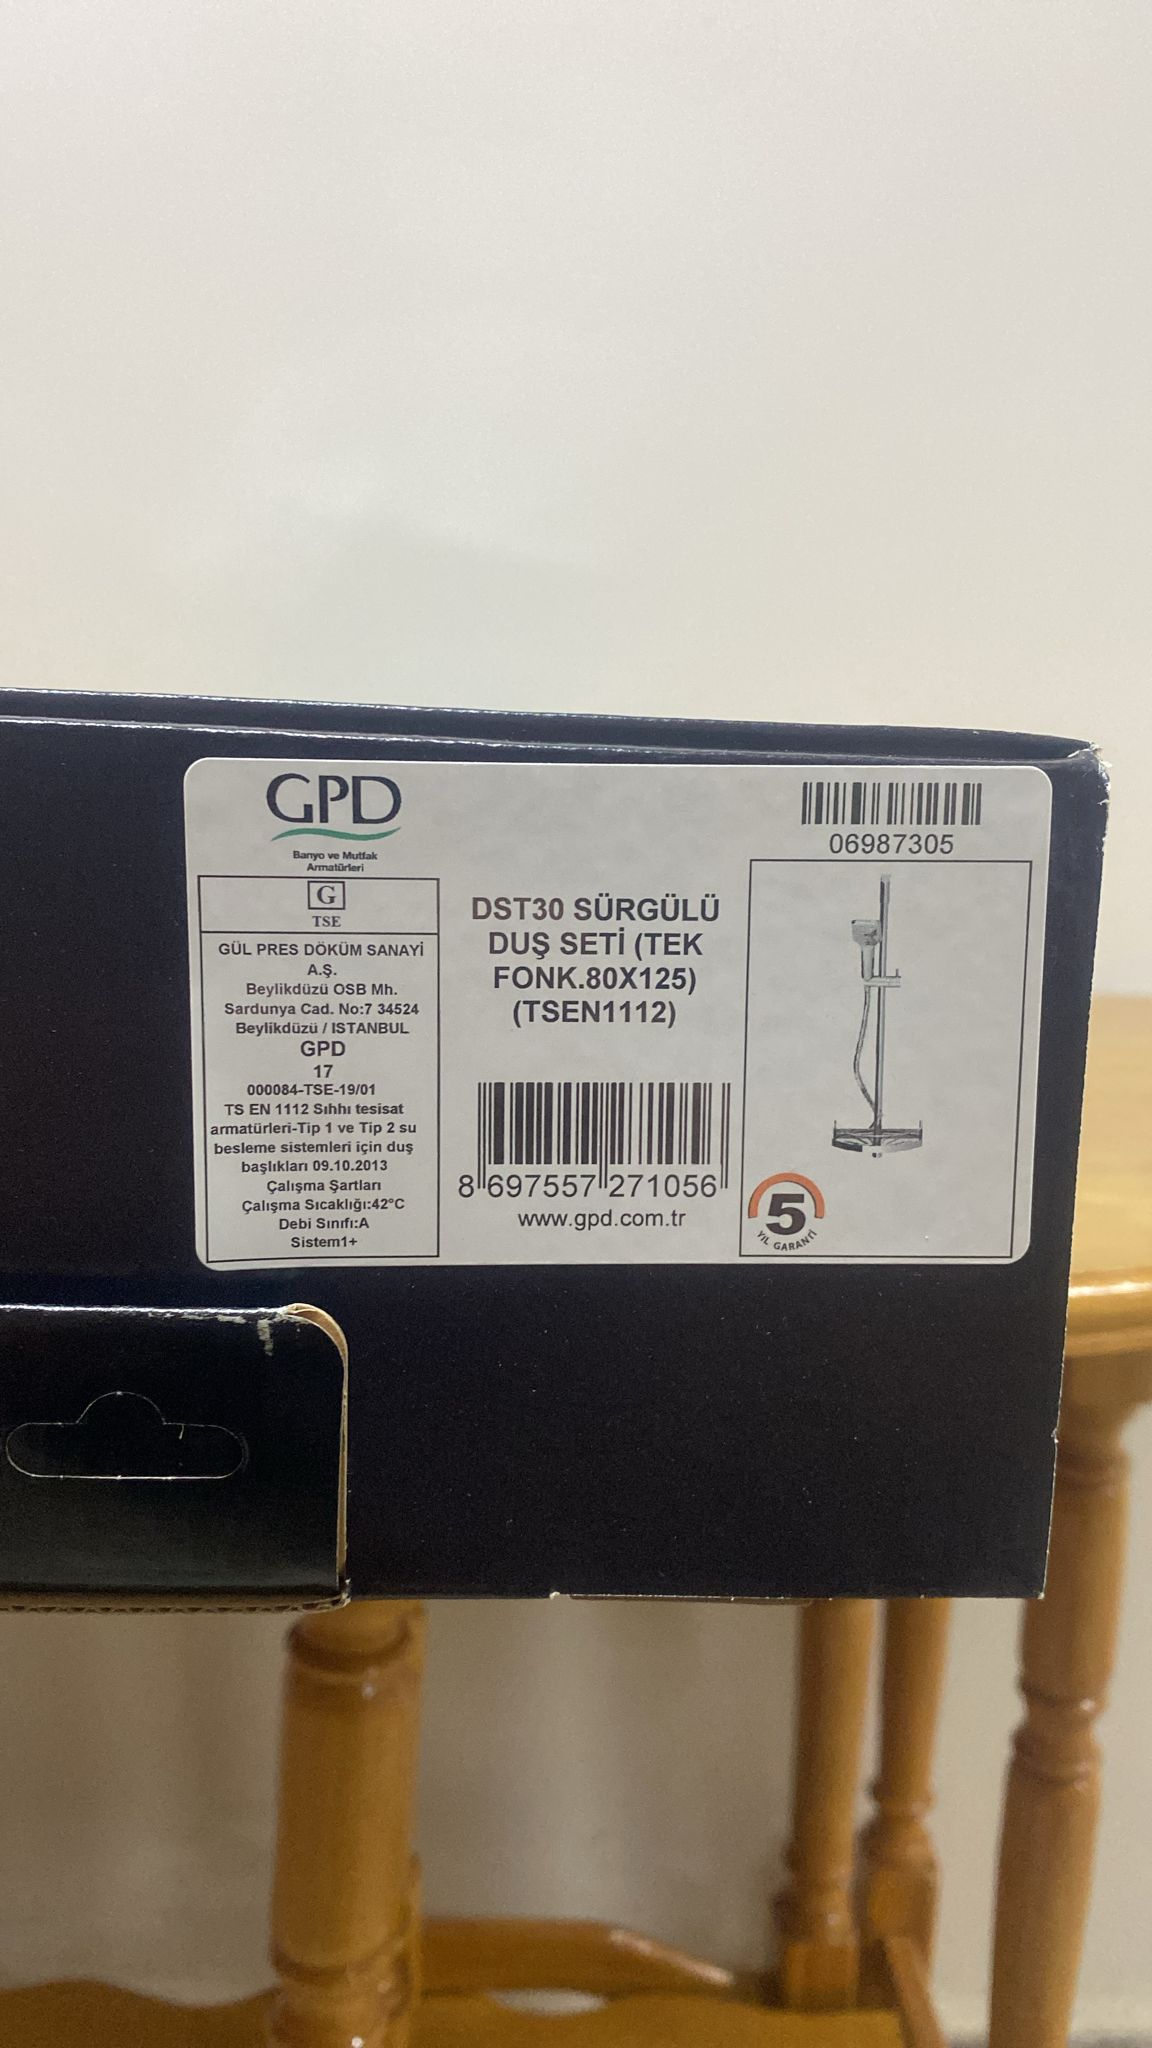 GPD
Banyo ve Mutfak
Armatürleri
G
TSE
GÜL PRES DÖKÜM SANAYİ
A.Ş.
Beylikdüzü OSB Mh.
Sardunya Cad. No:7 34524
Beylikdüzü / ISTANBUL
GPD
17
000084-TSE-19/01
TS EN 1112 Sıhhı tesisat
armatürleri-Tip 1 ve Tip 2 su
besleme sistemleri için duş
başlıkları 09.10.2013
Çalışma Şartları
Çalışma Sıcaklığı:42°C
Debi Sınıfı:A
Sistem1+
DST30 SÜRGÜLÜ
DUŞ SETİ (TEK
FONK.80X125)
(TSEN1112)
8 697557 271056
www.gpd.com.tr
06987305
5
YIL GARANTİ